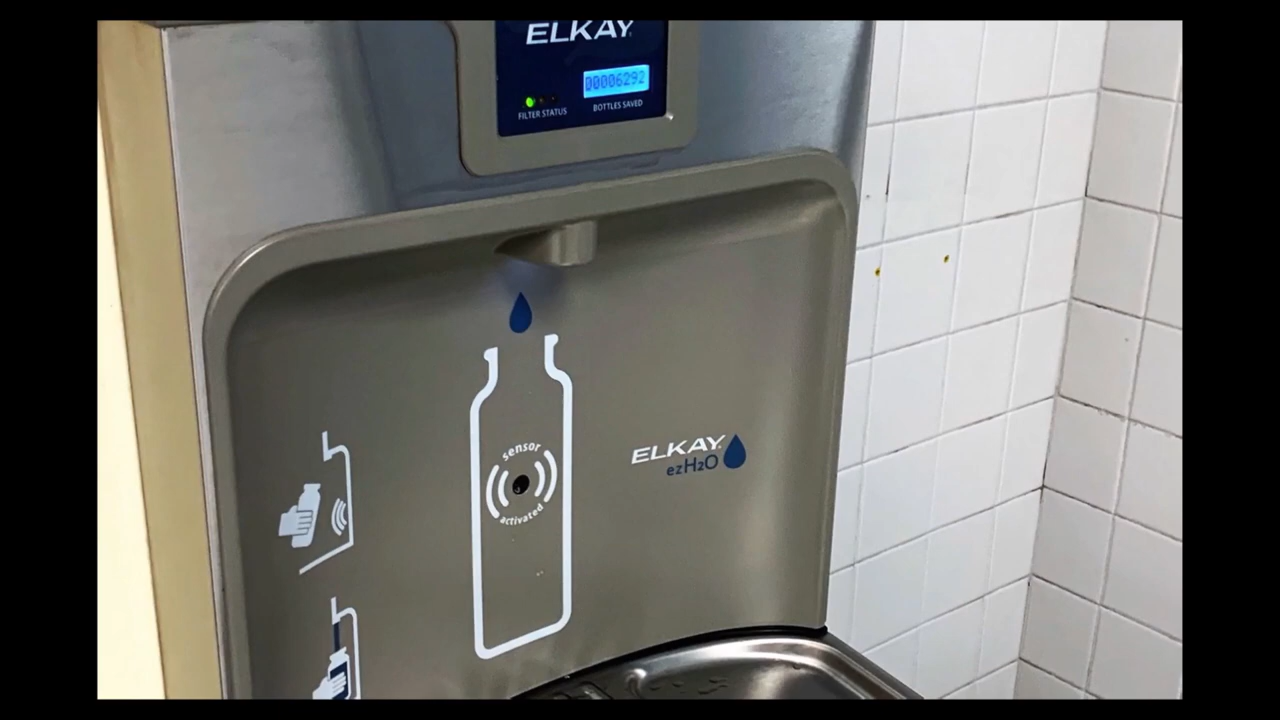 ELKAY
00006292
FILTER STATUS
BOTTLES SAVED
sensor
activated
ELKAY
ezH₂O